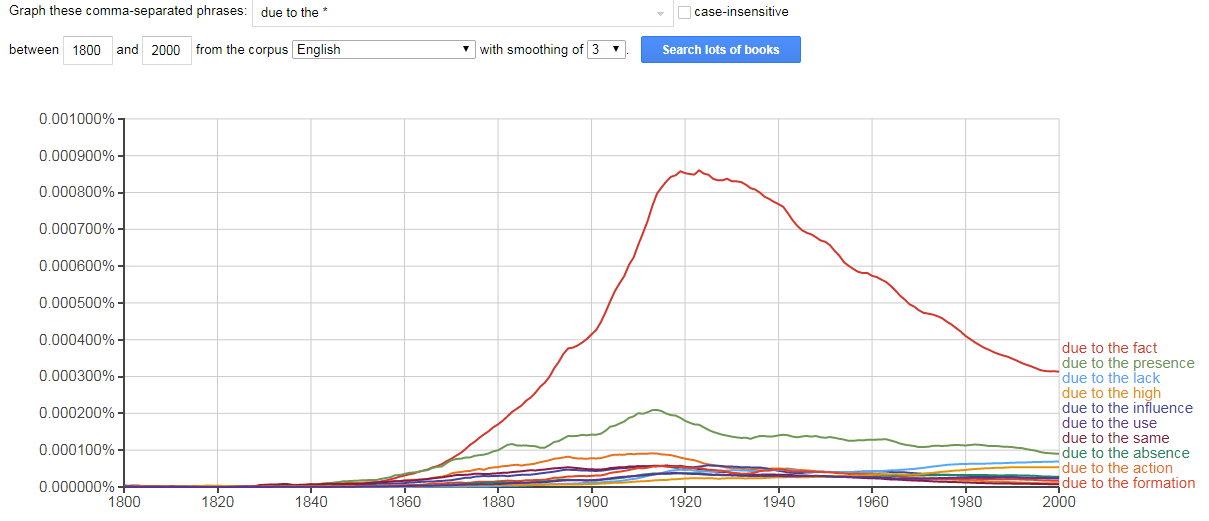 Graph these comma-separated phrases: due to the * case-insensitive
between 1800 and 2000 from the corpus English with smoothing of 3 . Search lots of books
0.001000%
0.000900%
0.000800%
0.000700%
0.000600%
0.000500%
0.000400%
0.000300%
0.000200%
0.000100%
0.000000%
1800 1820 1840 1860 1880 1900 1920 1940 1960 1980 2000
due to the fact
due to the presence
due to the lack
due to the high
due to the influence
due to the use
due to the same
due to the absence
due to the action
due to the formation